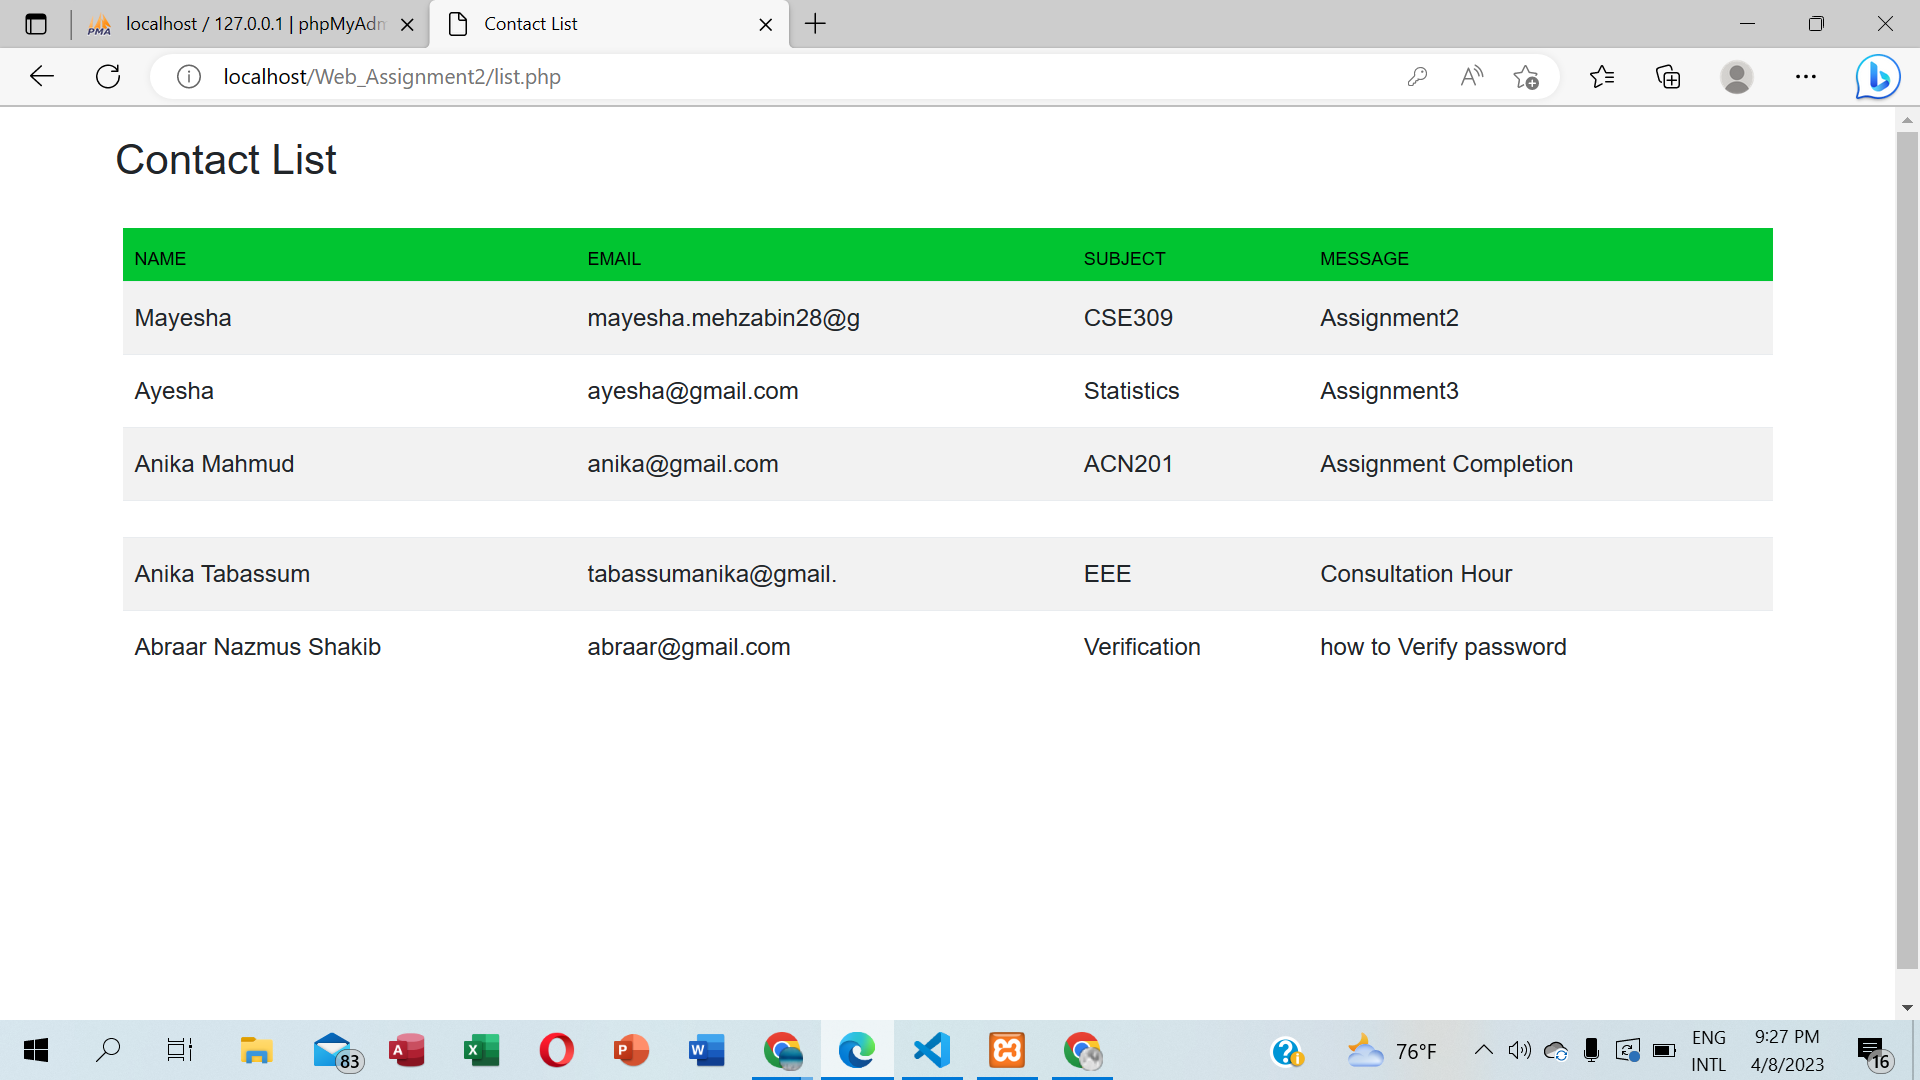 localhost / 127.0.0.1 | phpMyAdm
Contact List
localhost/Web_Assignment2/list.php
Contact List
NAME EMAIL SUBJECT MESSAGE
Mayesha mayesha.mehzabin28@g CSE309 Assignment2
Ayesha ayesha@gmail.com Statistics Assignment3
Anika Mahmud anika@gmail.com ACN201 Assignment Completion
Anika Tabassum tabassumanika@gmail. EEE Consultation Hour
Abraar Nazmus Shakib abraar@gmail.com Verification how to Verify password
83
76°F
ENG
INTL
9:27 PM
4/8/2023
16